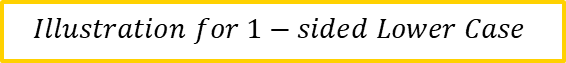 Illustration for 1 − sided Lower Case